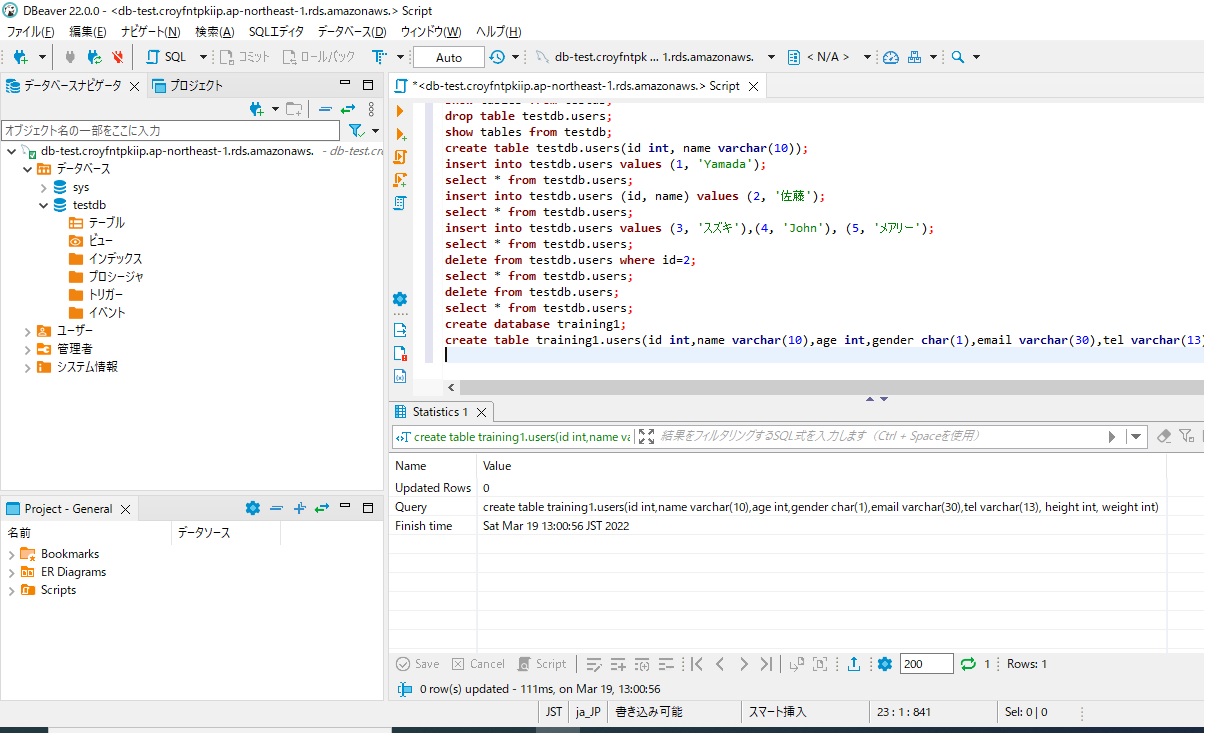 DBeaver 22.0.0 - <db-test.croyfntpkiip.ap-northeast-1.rds.amazonaws.> Script
ファイル(F) 編集(E) ナビゲート(N) 検索(A) SQLエディタ データベース(D) ウィンドウ(W) ヘルプ(H)
SQL コミット ロールバック Auto db-test.croyfntpk ... 1.rds.amazonaws. < N/A >
データベースナビゲータ プロジェクト
オブジェクト名の一部をここに入力
db-test.croyfntpkiip.ap-northeast-1.rds.amazonaws. - db-test.cr
データベース
sys
testdb
テーブル
ビュー
インデックス
プロシージャ
トリガー
イベント
ユーザー
管理者
システム情報
Project - General
名前 データソース
Bookmarks
ER Diagrams
Scripts
*<db-test.croyfntpkiip.ap-northeast-1.rds.amazonaws.> Script
drop table testdb.users;
show tables from testdb;
create table testdb.users(id int, name varchar(10));
insert into testdb.users values (1, 'Yamada');
select * from testdb.users;
insert into testdb.users (id, name) values (2, '佐藤');
select * from testdb.users;
insert into testdb.users values (3, 'スズキ'),(4, 'John'), (5, 'メアリー');
select * from testdb.users;
delete from testdb.users where id=2;
select * from testdb.users;
delete from testdb.users;
select * from testdb.users;
create database training1;
create table training1.users(id int,name varchar(10),age int,gender char(1),email varchar(30),tel varchar(13)
Statistics 1
create table training1.users(id int,name va 結果をフィルタリングするSQL式を入力します (Ctrl + Spaceを使用)
Name Value
Updated Rows 0
Query create table training1.users(id int,name varchar(10),age int,gender char(1),email varchar(30),tel varchar(13), height int, weight int)
Finish time Sat Mar 19 13:00:56 JST 2022
Save Cancel Script 200 1 Rows: 1
0 row(s) updated - 111ms, on Mar 19, 13:00:56
JST ja_JP 書き込み可能 スマート挿入 23 : 1 : 841 Sel: 0 | 0